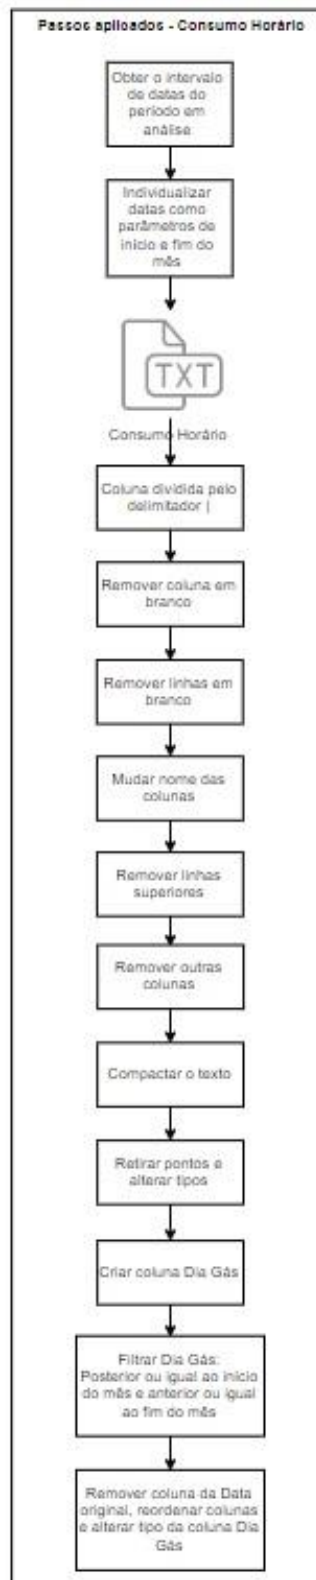 Passos aplicados - Consumo Horário
Obter o intervalo
de datas do
período em
análise
Individualizar
datas como
parâmetros de
início e fim do
mês
TXT
Consumo Horário
Coluna dividida pelo
delimitador |
Remover coluna em
branco
Remover linhas em
branco
Mudar nome das
colunas
Remover linhas
superiores
Remover outras
colunas
Compactar o texto
Retirar pontos e
alterar tipos
Criar coluna Dia Gás
Filtrar Dia Gás:
Posterior ou igual ao início
do mês e anterior ou igual
ao fim do mês
Remover coluna da Data
original, reordenar colunas
e alterar tipo da coluna Dia
Gás